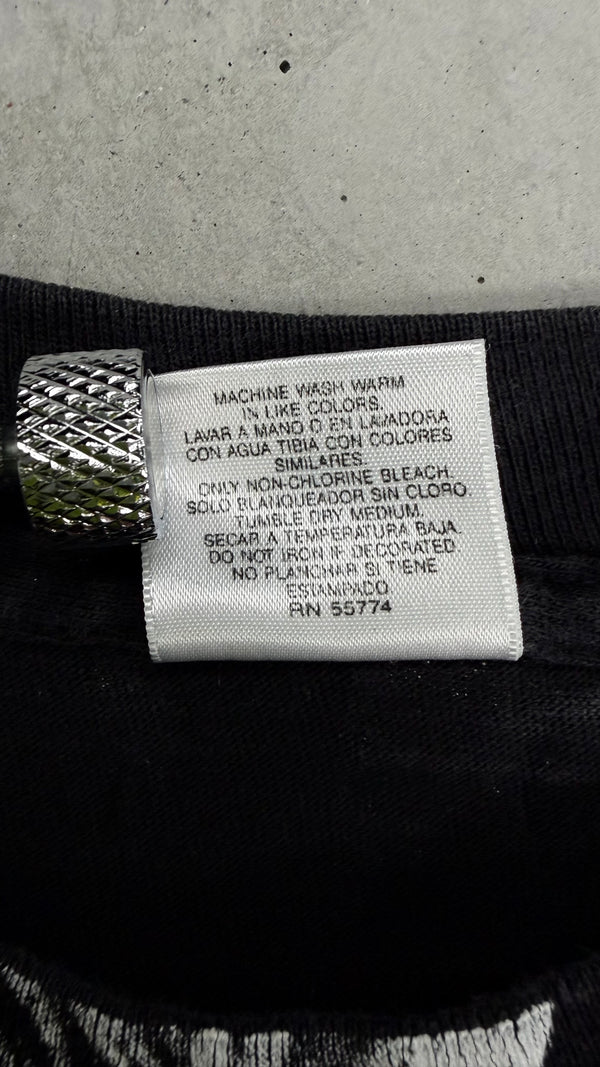 MACHINE WASH WARM
IN LIKE COLORS.
LAVAR A MANO O EN LAVADORA
CON AGUA TIBIA CON COLORES
SIMILARES.
ONLY NON-CHLORINE BLEACH.
SOLO BLANQUEADOR SIN CLORO
TUMBLE DRY MEDIUM.
SECAR A TEMPERATURA BAJA.
DO NOT IRON IF DECORATED
NO PLANCHAR SI TIENE
ESTAMPADO
RN 55774